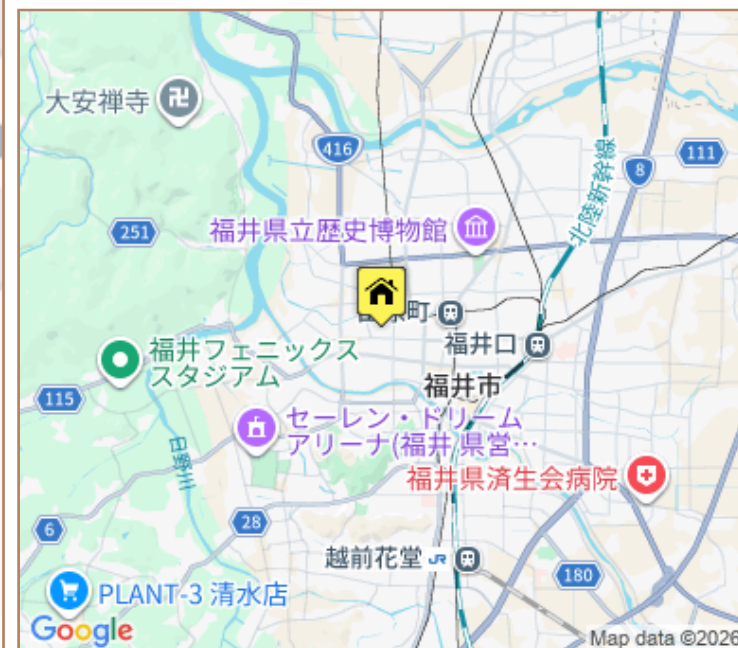 大安禅寺
416
111
8
北陸新幹線
251
福井県立歴史博物館
町
福井口
福井フェニックス
スタジアム
福井市
115
セーレン・ドリーム
アリーナ(福井 県営…
日野川
福井県済生会病院
6
28
越前花堂 JR
180
PLANT-3 清水店
Google
Map data ©2026